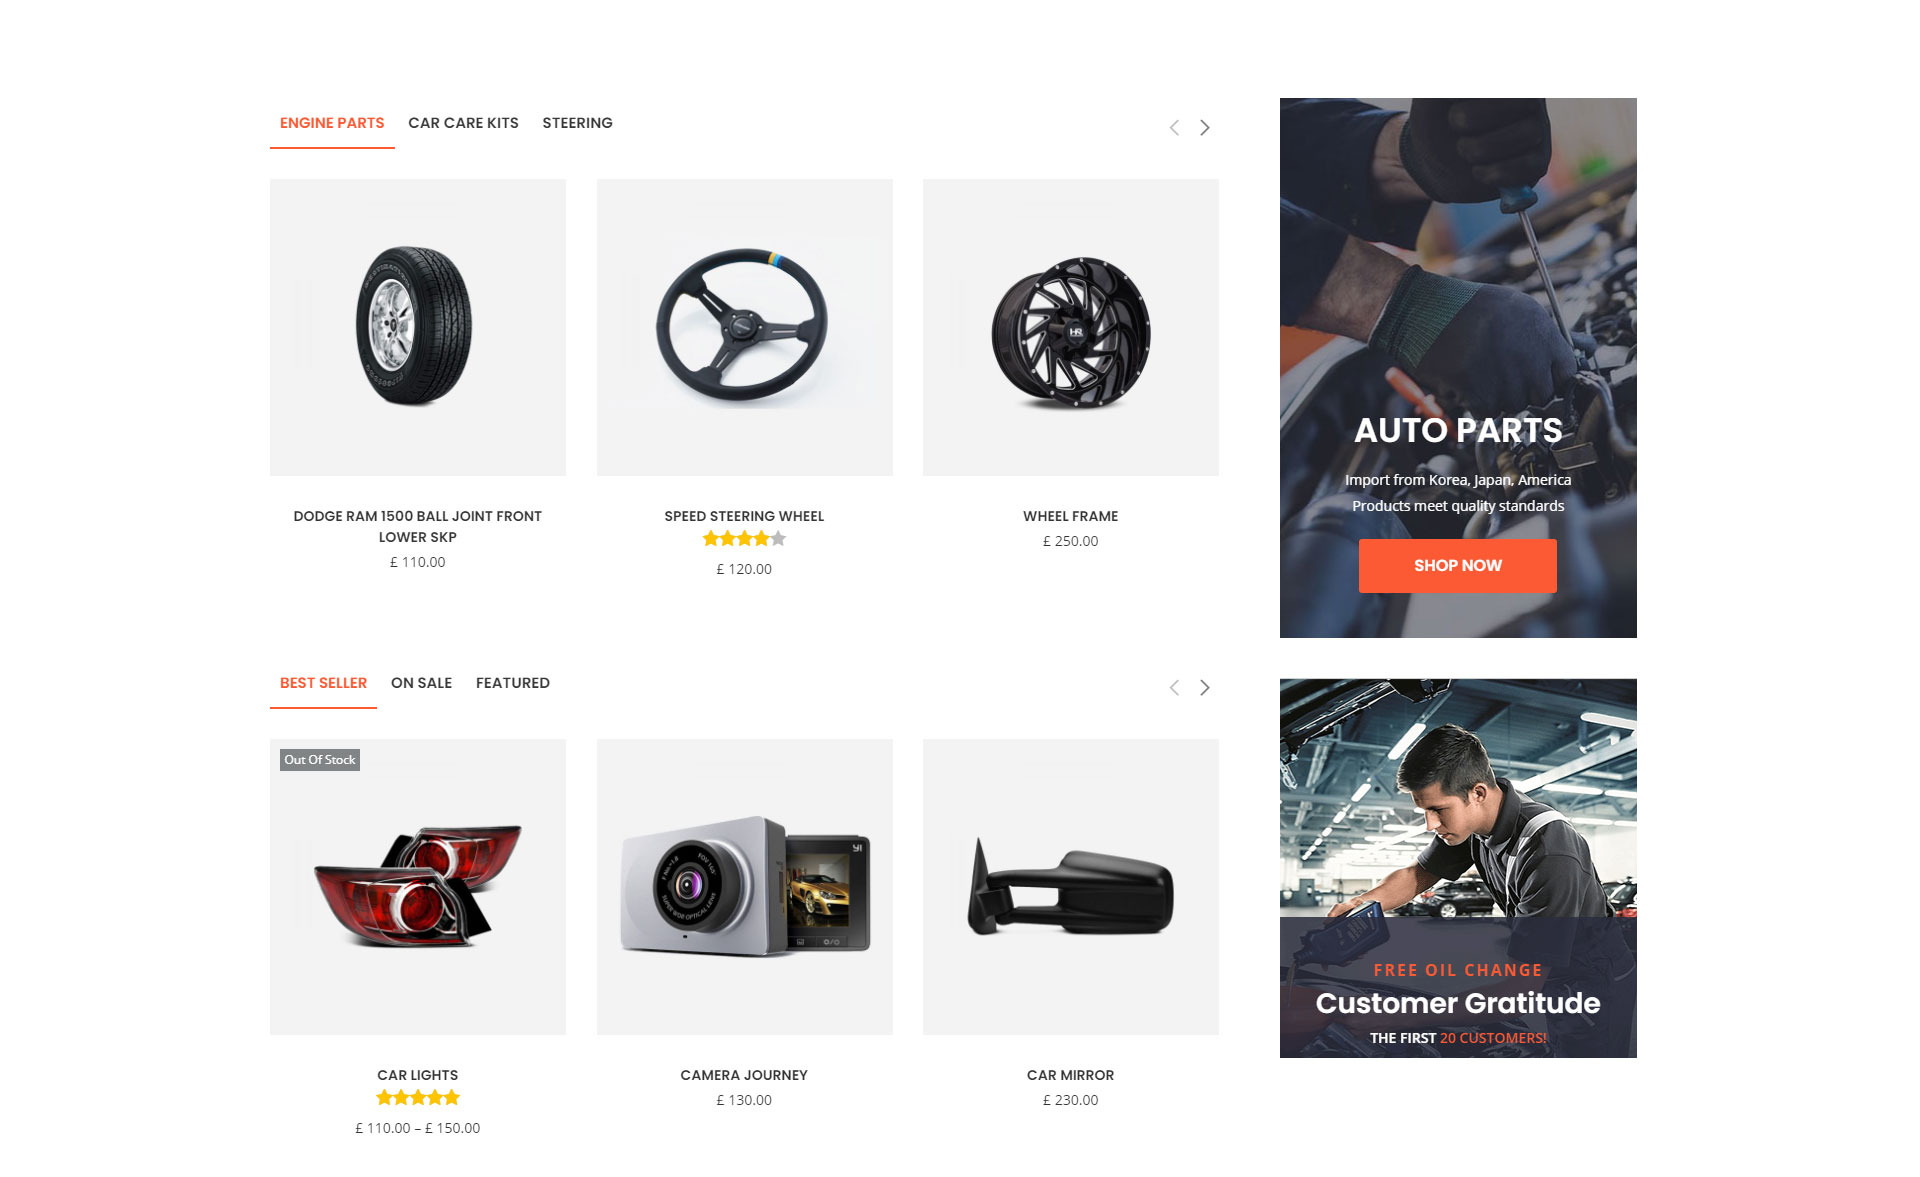 ENGINE PARTS CAR CARE KITS STEERING
DODGE RAM 1500 BALL JOINT FRONT
LOWER SKP
£ 110.00
SPEED STEERING WHEEL
£ 120.00
HR
WHEEL FRAME
£ 250.00
AUTO PARTS
Import from Korea, Japan, America
Products meet quality standards
SHOP NOW
BEST SELLER ON SALE FEATURED
Out Of Stock
CAR LIGHTS
£ 110.00 – £ 150.00
YI
CAMERA JOURNEY
£ 130.00
CAR MIRROR
£ 230.00
FREE OIL CHANGE
Customer Gratitude
THE FIRST 20 CUSTOMERS!